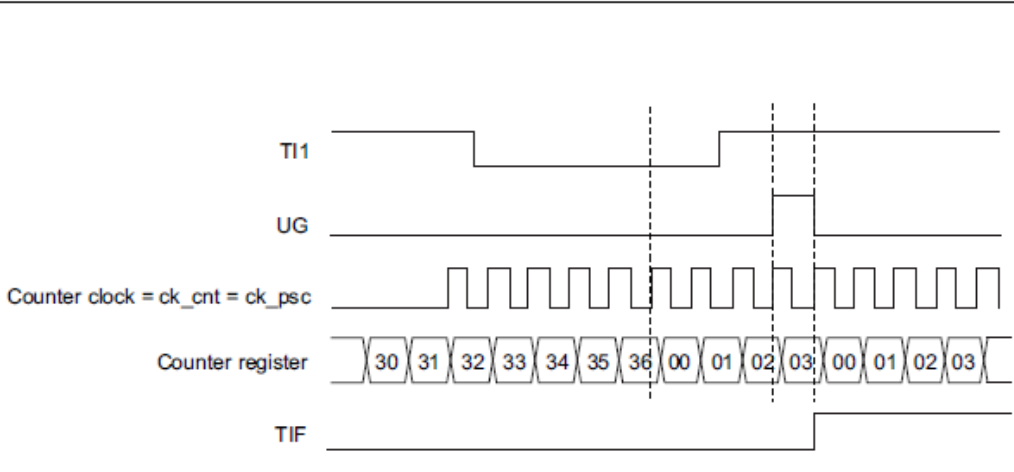 TI1
UG
Counter clock = ck_cnt = ck_psc
Counter register 30 31 32 33 34 35 36 00 01 02 03 00 01 02 03
TIF